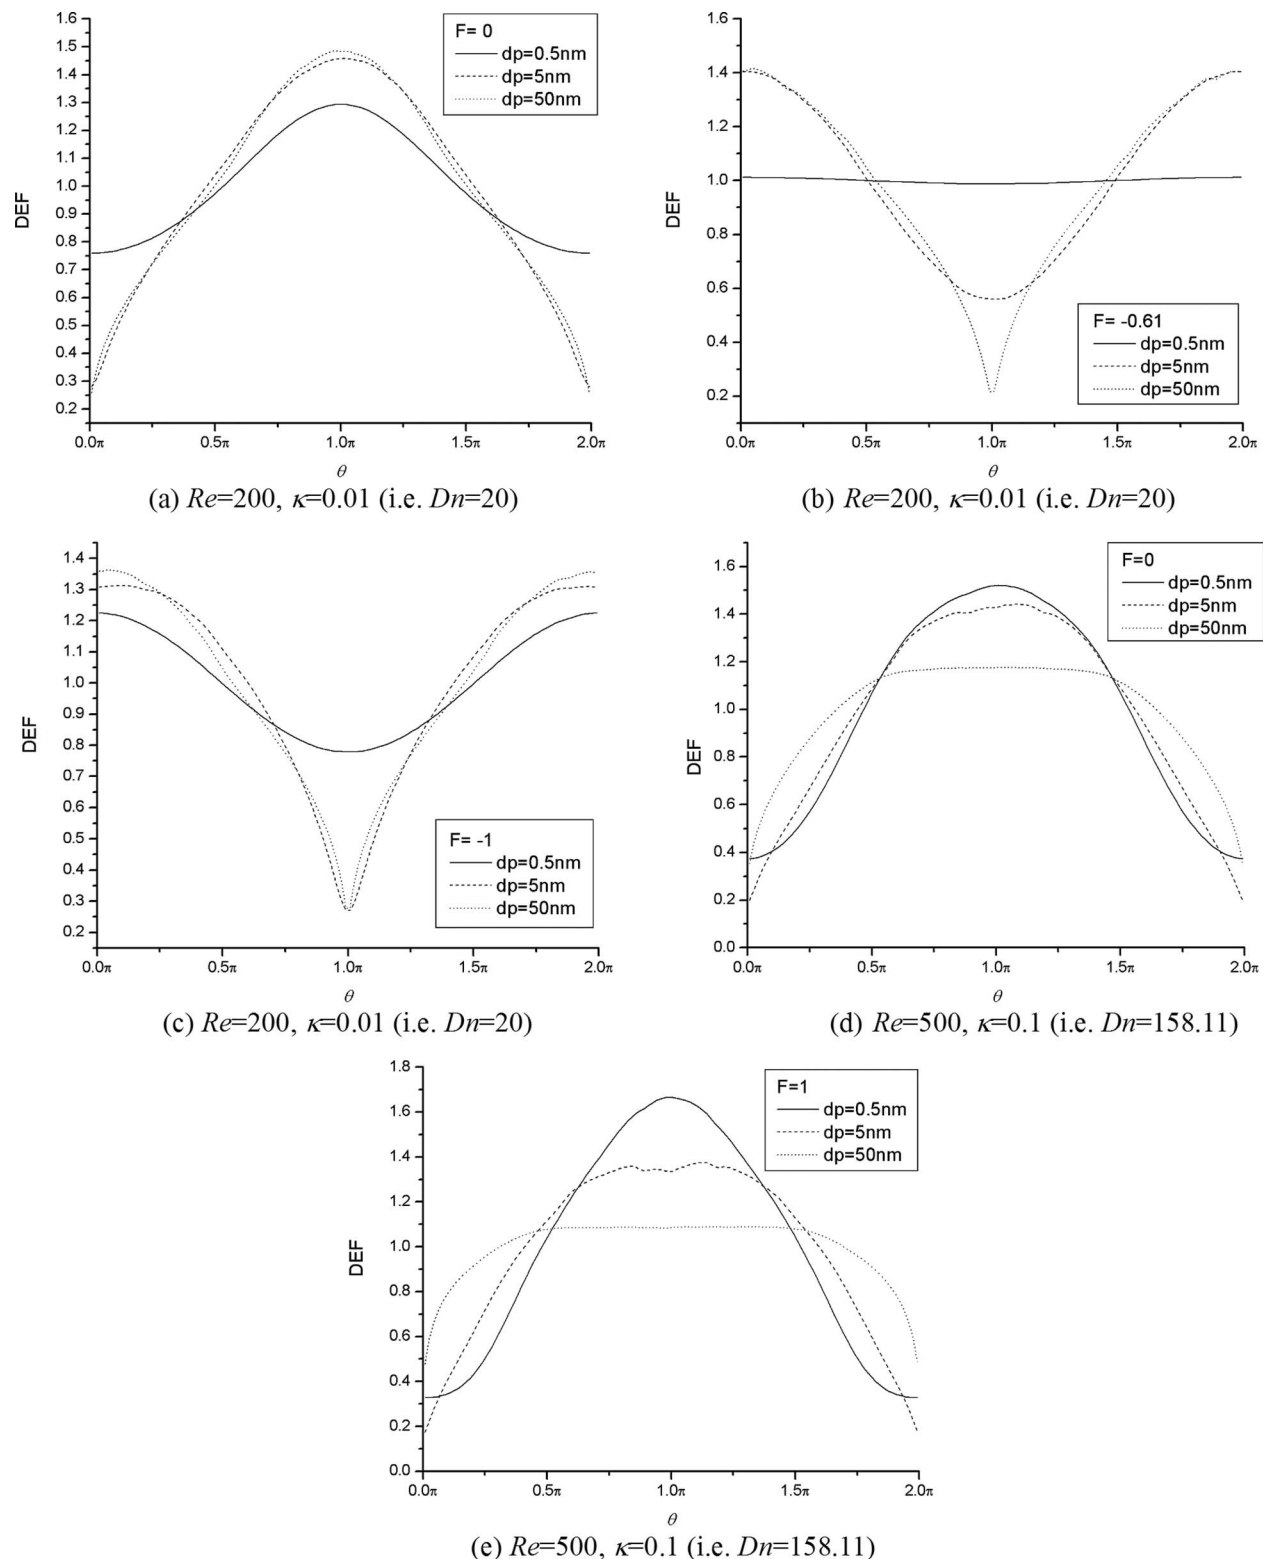 1.6
1.5
1.4
1.3
1.2
1.1
1.0
0.9
0.8
0.7
0.6
0.5
0.4
0.3
0.2
DEF
F= 0
dp=0.5nm
dp=5nm
dp=50nm
0.0π 0.5π 1.0π 1.5π 2.0π
θ
(a) Re=200, κ=0.01 (i.e. Dn=20)
1.6
1.4
1.2
1.0
0.8
0.6
0.4
0.2
DEF
F= -0.61
dp=0.5nm
dp=5nm
dp=50nm
0.0π 0.5π 1.0π 1.5π 2.0π
θ
(b) Re=200, κ=0.01 (i.e. Dn=20)
1.4
1.3
1.2
1.1
1.0
0.9
0.8
0.7
0.6
0.5
0.4
0.3
0.2
DEF
F= -1
dp=0.5nm
dp=5nm
dp=50nm
0.0π 0.5π 1.0π 1.5π 2.0π
θ
(c) Re=200, κ=0.01 (i.e. Dn=20)
1.6
1.4
1.2
1.0
0.8
0.6
0.4
0.2
0.0
DEF
F=0
dp=0.5nm
dp=5nm
dp=50nm
0.0π 0.5π 1.0π 1.5π 2.0π
θ
(d) Re=500, κ=0.1 (i.e. Dn=158.11)
1.8
1.6
1.4
1.2
1.0
0.8
0.6
0.4
0.2
0.0
DEF
F=1
dp=0.5nm
dp=5nm
dp=50nm
0.0π 0.5π 1.0π 1.5π 2.0π
θ
(e) Re=500, κ=0.1 (i.e. Dn=158.11)